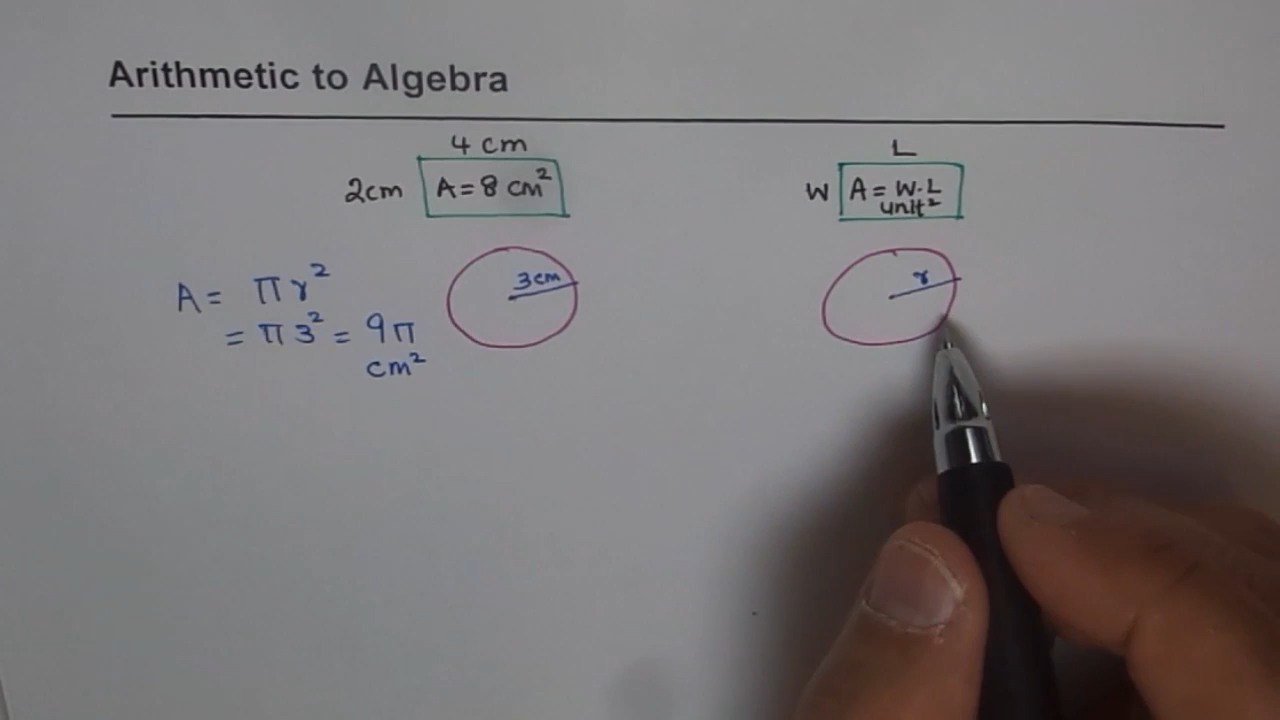 Arithmetic to Algebra
4 cm
2cm
A = 8 cm²
L
W
A = W·L
unit²
3cm
r
A = πr²
= π3² = 9π
cm²